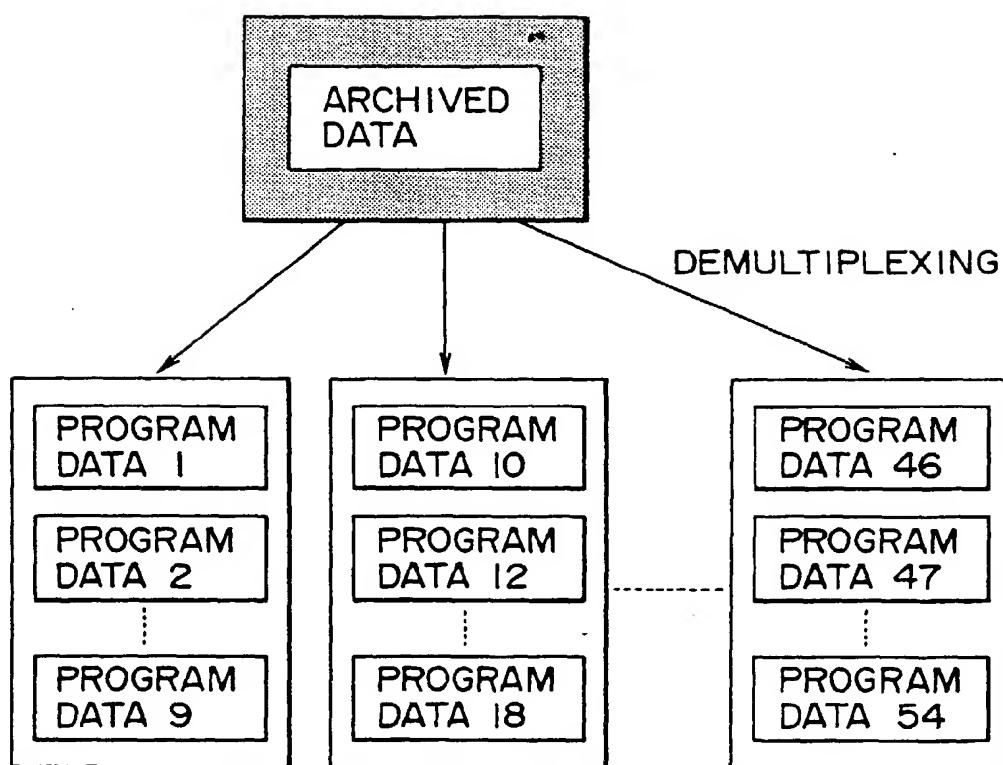 ARCHIVED
DATA
DEMULTIPLEXING
PROGRAM
DATA 1
PROGRAM
DATA 2
PROGRAM
DATA 9
PROGRAM
DATA 10
PROGRAM
DATA 12
PROGRAM
DATA 18
PROGRAM
DATA 46
PROGRAM
DATA 47
PROGRAM
DATA 54